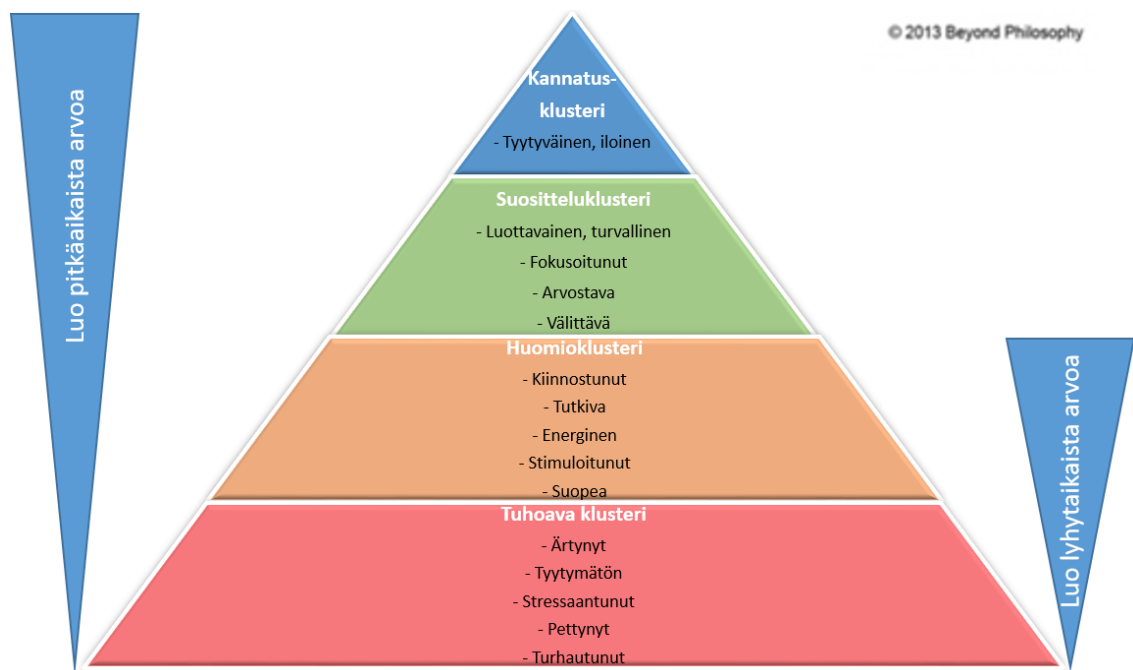 © 2013 Beyond Philosophy
Luo pitkäaikaista arvoa
Kannatus-
klusteri
- Tyytyväinen, iloinen
Suositteluklusteri
- Luottavainen, turvallinen
- Fokusoitunut
- Arvostava
- Välittävä
Huomioklusteri
- Kiinnostunut
- Tutkiva
- Energinen
- Stimuloitunut
- Suopea
Tuhoava klusteri
- Ärtynyt
- Tyytymätön
- Stressaantunut
- Pettynyt
- Turhautunut
Luo lyhytaikaista arvoa